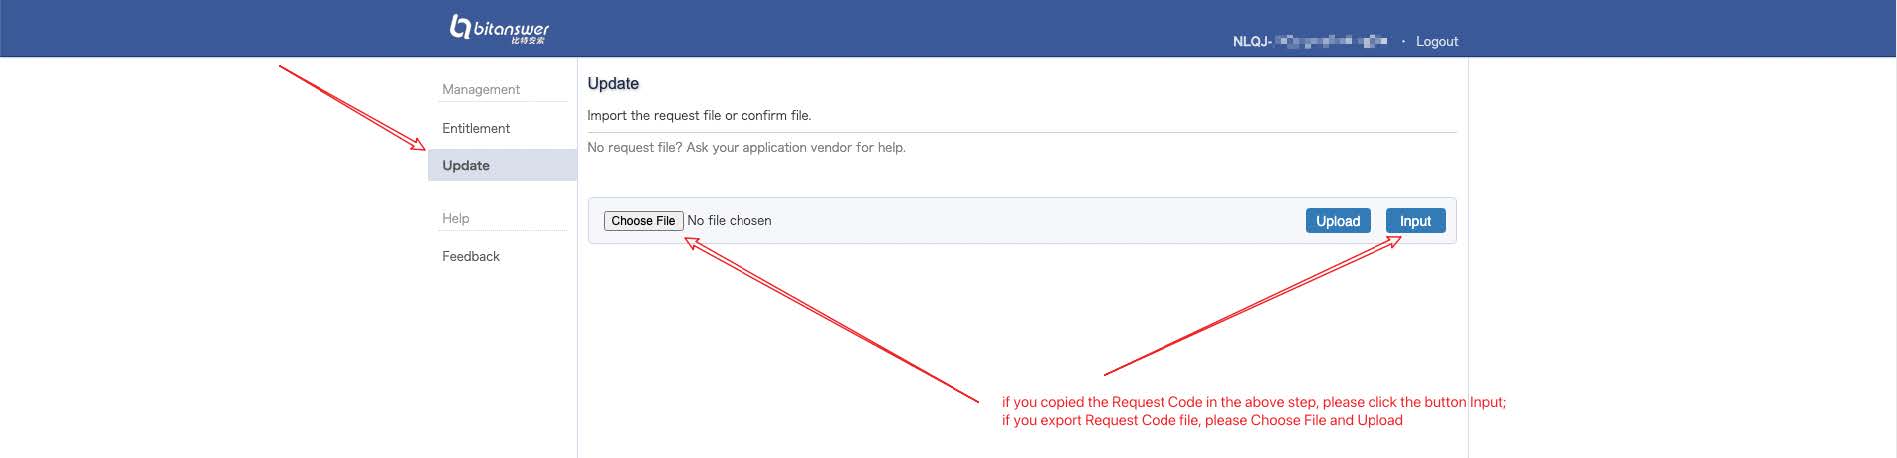 bitanswer
比特安索
NLQJ-
· Logout
Management
Entitlement
Update
Help
Feedback
Update
Import the request file or confirm file.
No request file? Ask your application vendor for help.
Choose File No file chosen
Upload
Input
if you copied the Request Code in the above step, please click the button Input;
if you export Request Code file, please Choose File and Upload